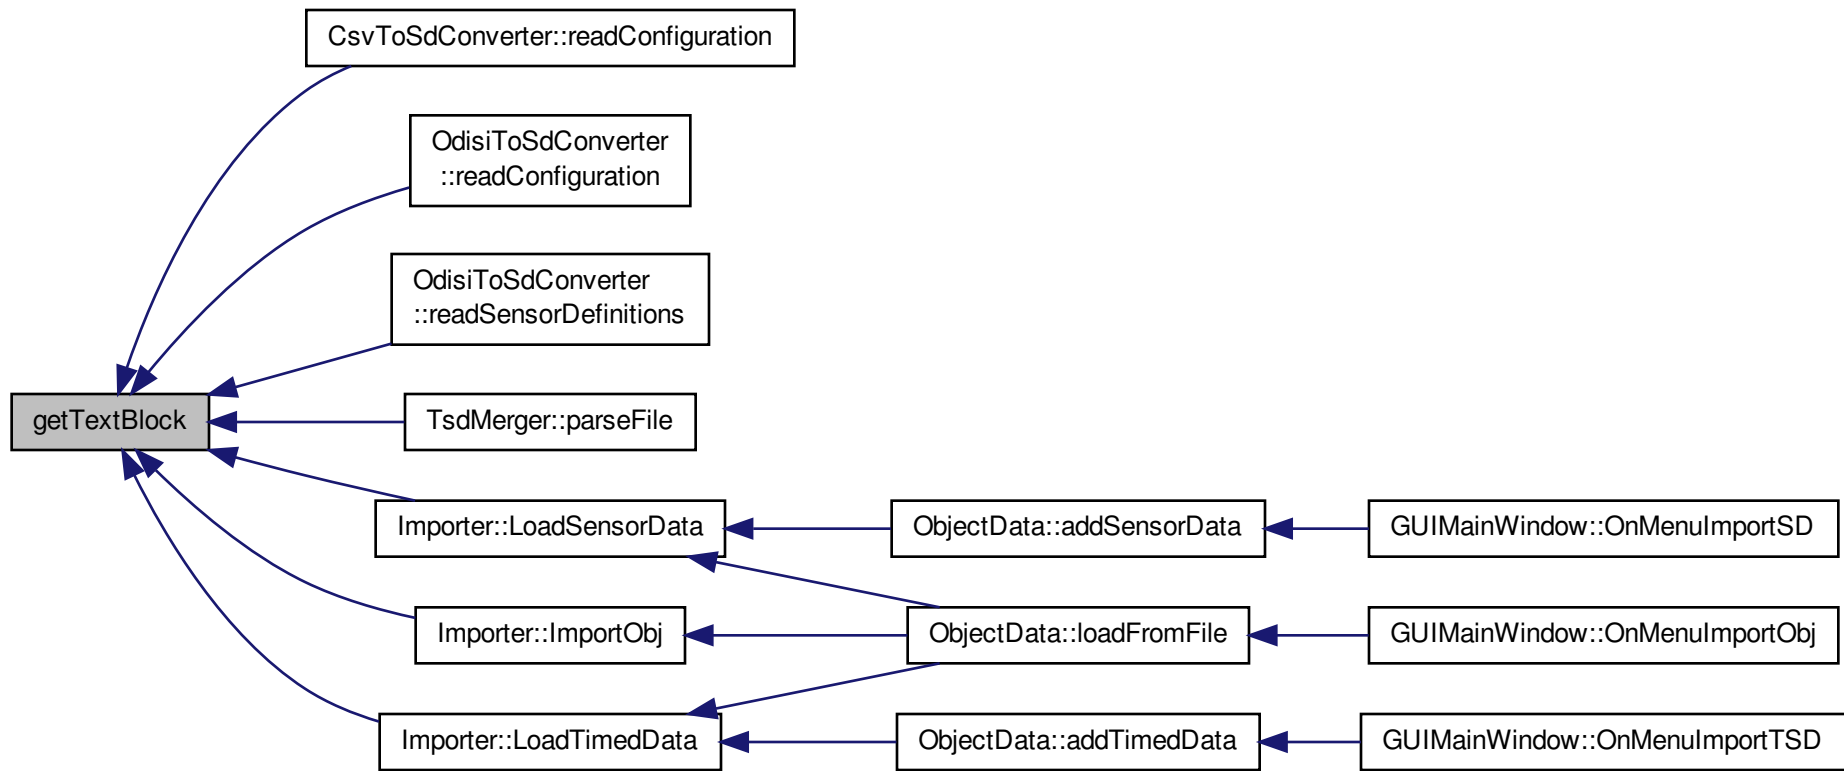 CsvToSdConverter::readConfiguration
OdisiToSdConverter
::readConfiguration
OdisiToSdConverter
::readSensorDefinitions
getTextBlock
TsdMerger::parseFile
Importer::LoadSensorData
ObjectData::addSensorData
GUIMainWindow::OnMenuImportSD
Importer::ImportObj
ObjectData::loadFromFile
GUIMainWindow::OnMenuImportObj
Importer::LoadTimedData
ObjectData::addTimedData
GUIMainWindow::OnMenuImportTSD